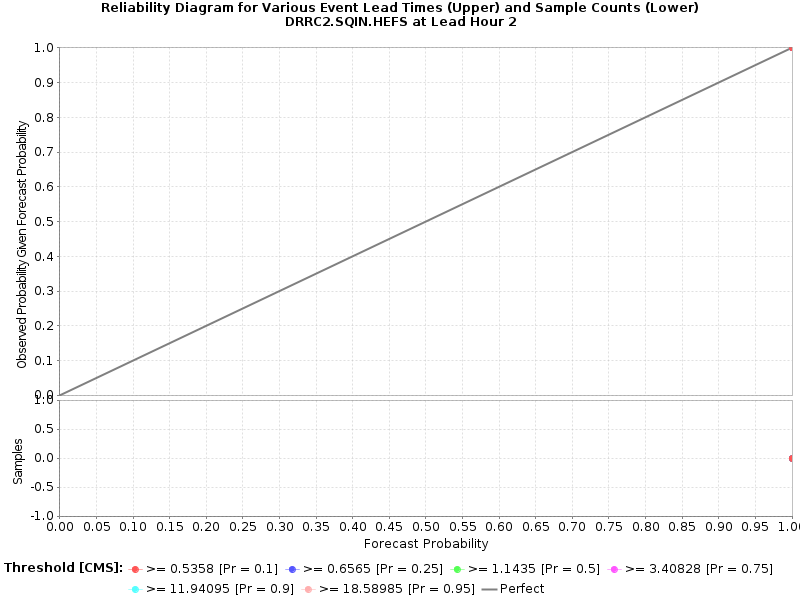 Reliability Diagram for Various Event Lead Times (Upper) and Sample Counts (Lower)
DRRC2.SQIN.HEFS at Lead Hour 2
Observed Probability Given Forecast Probability
1.0
0.9
0.8
0.7
0.6
0.5
0.4
0.3
0.2
0.1
0.0
Samples
1.0
0.5
0.0
-0.5
-1.0
0.00 0.05 0.10 0.15 0.20 0.25 0.30 0.35 0.40 0.45 0.50 0.55 0.60 0.65 0.70 0.75 0.80 0.85 0.90 0.95 1.00
Forecast Probability
Threshold [CMS]: >= 0.5358 [Pr = 0.1] >= 0.6565 [Pr = 0.25] >= 1.1435 [Pr = 0.5] >= 3.40828 [Pr = 0.75]
>= 11.94095 [Pr = 0.9] >= 18.58985 [Pr = 0.95] Perfect